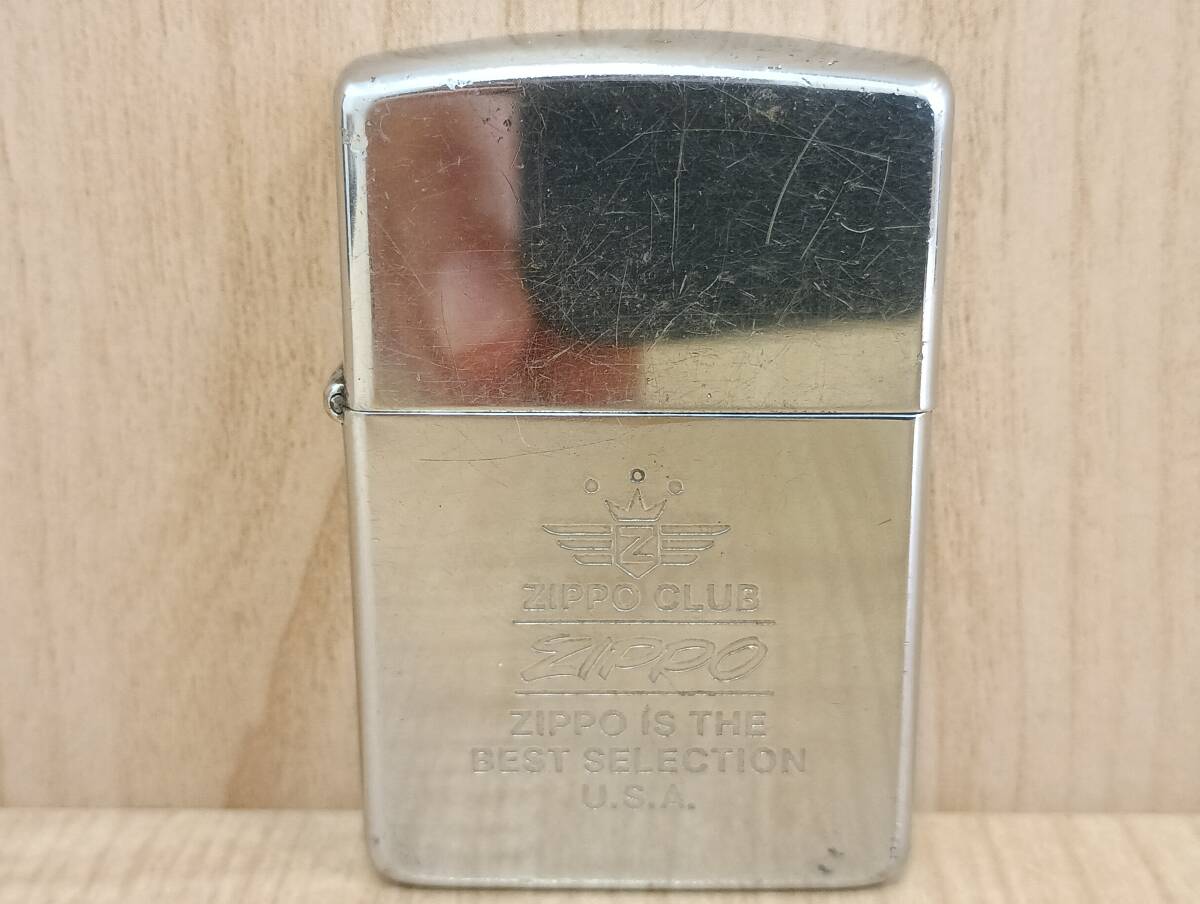 Z
ZIPPO CLUB
ZIPPO
ZIPPO IS THE
BEST SELECTION
U.S.A.